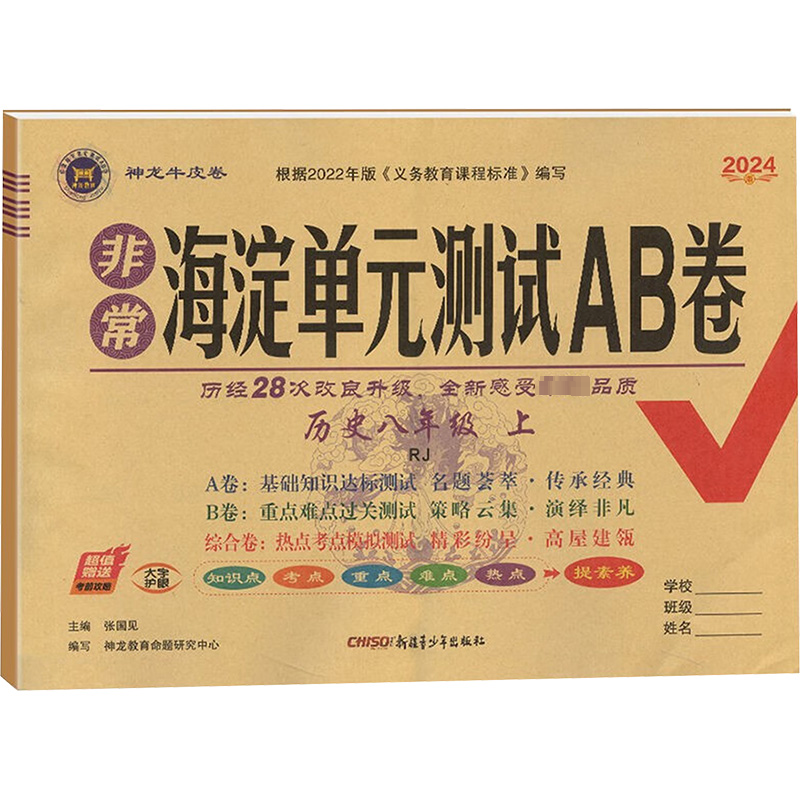 神龙牛皮卷
根据2022年版《义务教育课程标准》编写
2024
非常
海淀单元测试AB卷
历经28次改良升级，全新感受 品质
历史八年级 上
RJ
A卷：基础知识达标测试 名题荟萃·传承经典
B卷：重点难点过关测试 策略云集·演绎非凡
综合卷：热点考点模拟测试 精彩纷呈·高屋建瓴
超值赠送
考前攻略
大字护眼
知识点 考点 重点 难点 热点 提素养
学校
班级
姓名
主编 张国见
编写 神龙教育命题研究中心
CHISO 新疆青少年出版社